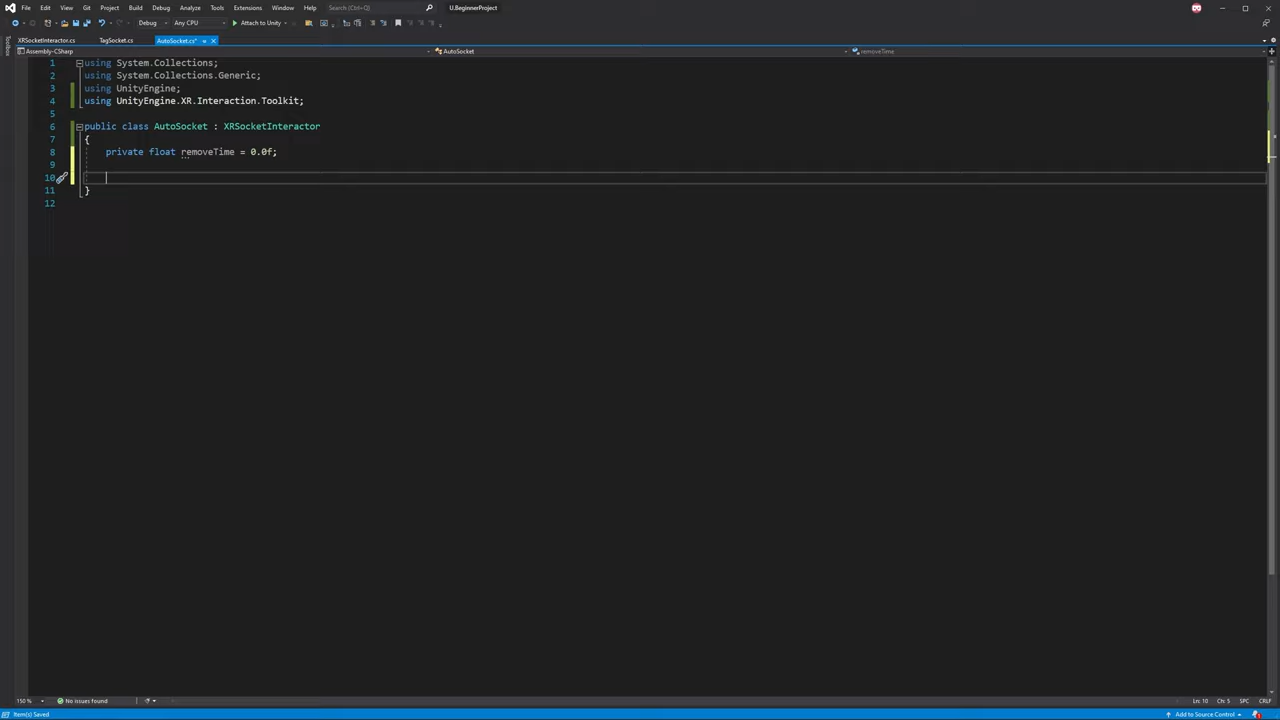 File Edit View Git Project Build Debug Analyze Tools Extensions Window Help Search (Ctrl+Q) U.BeginnerProject
Debug Any CPU Attach to Unity
XRSocketInteractor.cs TagSocket.cs AutoSocket.cs*
Assembly-CSharp AutoSocket removeTime
Toolbox
1 using System.Collections;
2 using System.Collections.Generic;
3 using UnityEngine;
4 using UnityEngine.XR.Interaction.Toolkit;
5
6 public class AutoSocket : XRSocketInteractor
7 {
8 private float removeTime = 0.0f;
9
10
11 }
12
150 % No issues found Ln: 10 Ch: 5 SPC CRLF
Item(s) Saved Add to Source Control